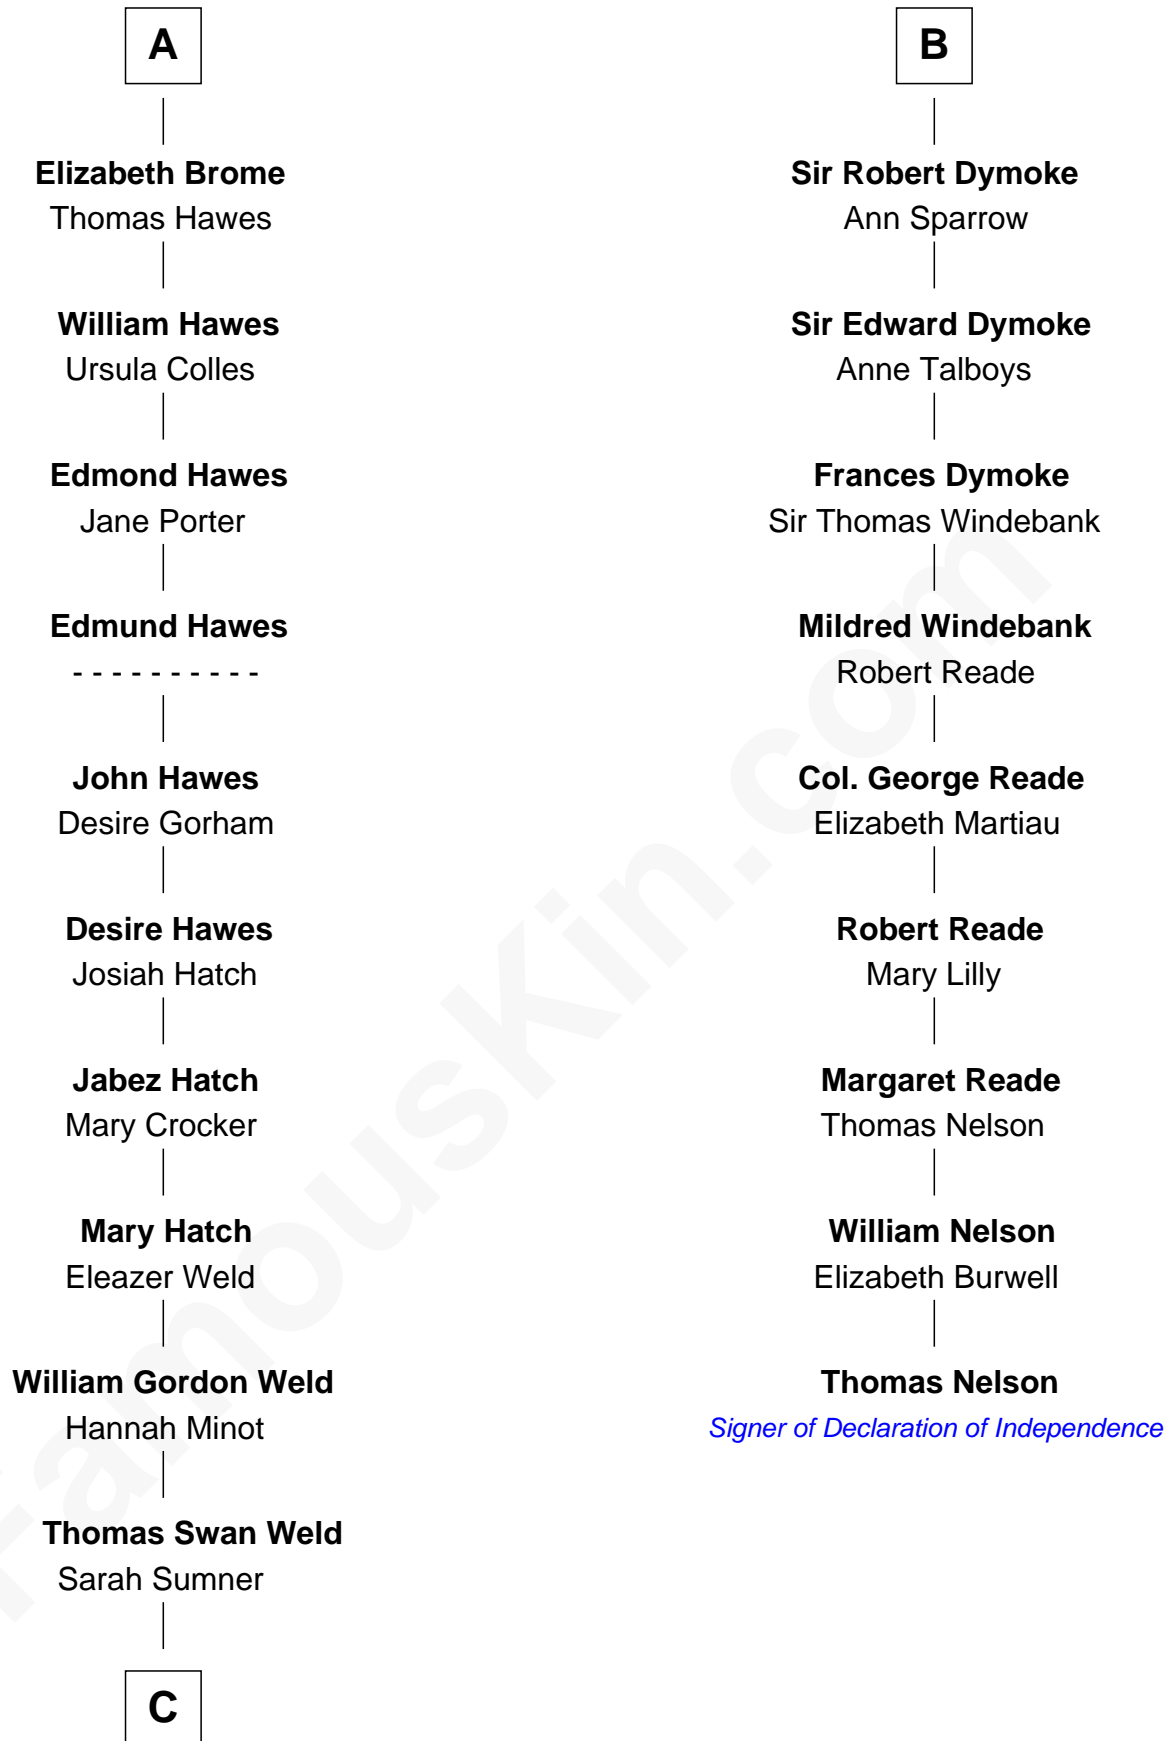 A
Elizabeth Brome
Thomas Hawes
William Hawes
Ursula Colles
Edmond Hawes
Jane Porter
Edmund Hawes
- - - - - - - - - -
John Hawes
Desire Gorham
Desire Hawes
Josiah Hatch
Jabez Hatch
Mary Crocker
Mary Hatch
Eleazer Weld
William Gordon Weld
Hannah Minot
Thomas Swan Weld
Sarah Sumner
C
B
Sir Robert Dymoke
Ann Sparrow
Sir Edward Dymoke
Anne Talboys
Frances Dymoke
Sir Thomas Windebank
Mildred Windebank
Robert Reade
Col. George Reade
Elizabeth Martiau
Robert Reade
Mary Lilly
Margaret Reade
Thomas Nelson
William Nelson
Elizabeth Burwell
Thomas Nelson
Signer of Declaration of Independence
FamousKin.com